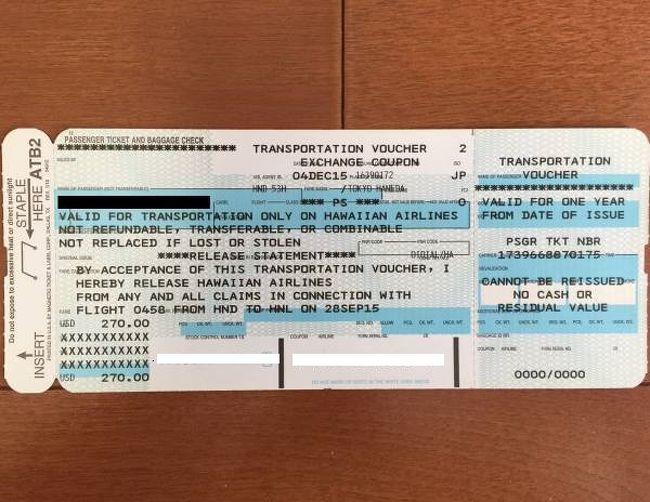 PASSENGER TICKET AND BAGGAGE CHECK
TRANSPORTATION VOUCHER 2
EXCHANGE COUPON
04DEC15 16390172 JP
HND 53H /TOKYO HANEDA
*** PS *** 0
VALID FOR TRANSPORTATION ONLY ON HAWAIIAN AIRLINES
NOT REFUNDABLE, TRANSFERABLE, OR COMBINABLE
NOT REPLACED IF LOST OR STOLEN
****RELEASE STATEMENT****
BY ACCEPTANCE OF THIS TRANSPORTATION VOUCHER, I
HEREBY RELEASE HAWAIIAN AIRLINES
FROM ANY AND ALL CLAIMS IN CONNECTION WITH
FLIGHT 0458 FROM HND TO HNL ON 28SEP15
USD 270.00
XXXXXXXXXXX
XXXXXXXXXXX
XXXXXXXXXXX
USD 270.00
STOCK CONTROL NUMBER
TRANSPORTATION
VOUCHER
VALID FOR ONE YEAR
FROM DATE OF ISSUE
PSGR TKT NBR
1739668870175
CANNOT BE REISSUED
NO CASH OR
RESIDUAL VALUE
0000/0000
Do not expose to excessive heat or direct sunlight
STAPLE
HERE
ATB2
INSERT